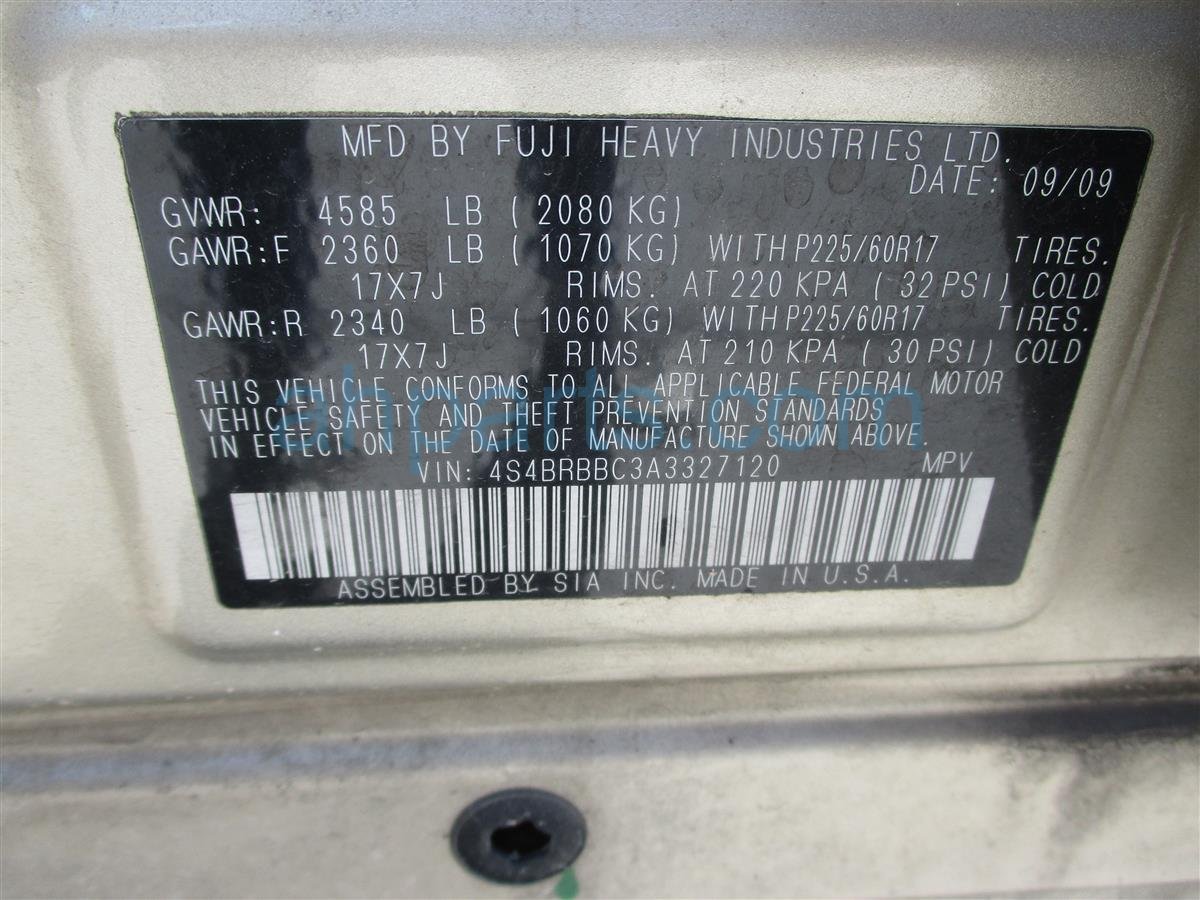 MFD BY FUJI HEAVY INDUSTRIES LTD.
DATE: 09/09
GVWR: 4585 LB (2080 KG)
GAWR:F 2360 LB (1070 KG) WITH P225/60R17 TIRES.
17X7J RIMS. AT 220 KPA (32 PSI) COLD
GAWR:R 2340 LB (1060 KG) WITH P225/60R17 TIRES.
17X7J RIMS. AT 210 KPA (30 PSI) COLD
THIS VEHICLE CONFORMS TO ALL APPLICABLE FEDERAL MOTOR
VEHICLE SAFETY AND THEFT PREVENTION STANDARDS
IN EFFECT ON THE DATE OF MANUFACTURE SHOWN ABOVE.
ahparts.com
VIN: 4S4BRBBC3A3327120 MPV
ASSEMBLED BY SIA INC. MADE IN U.S.A.